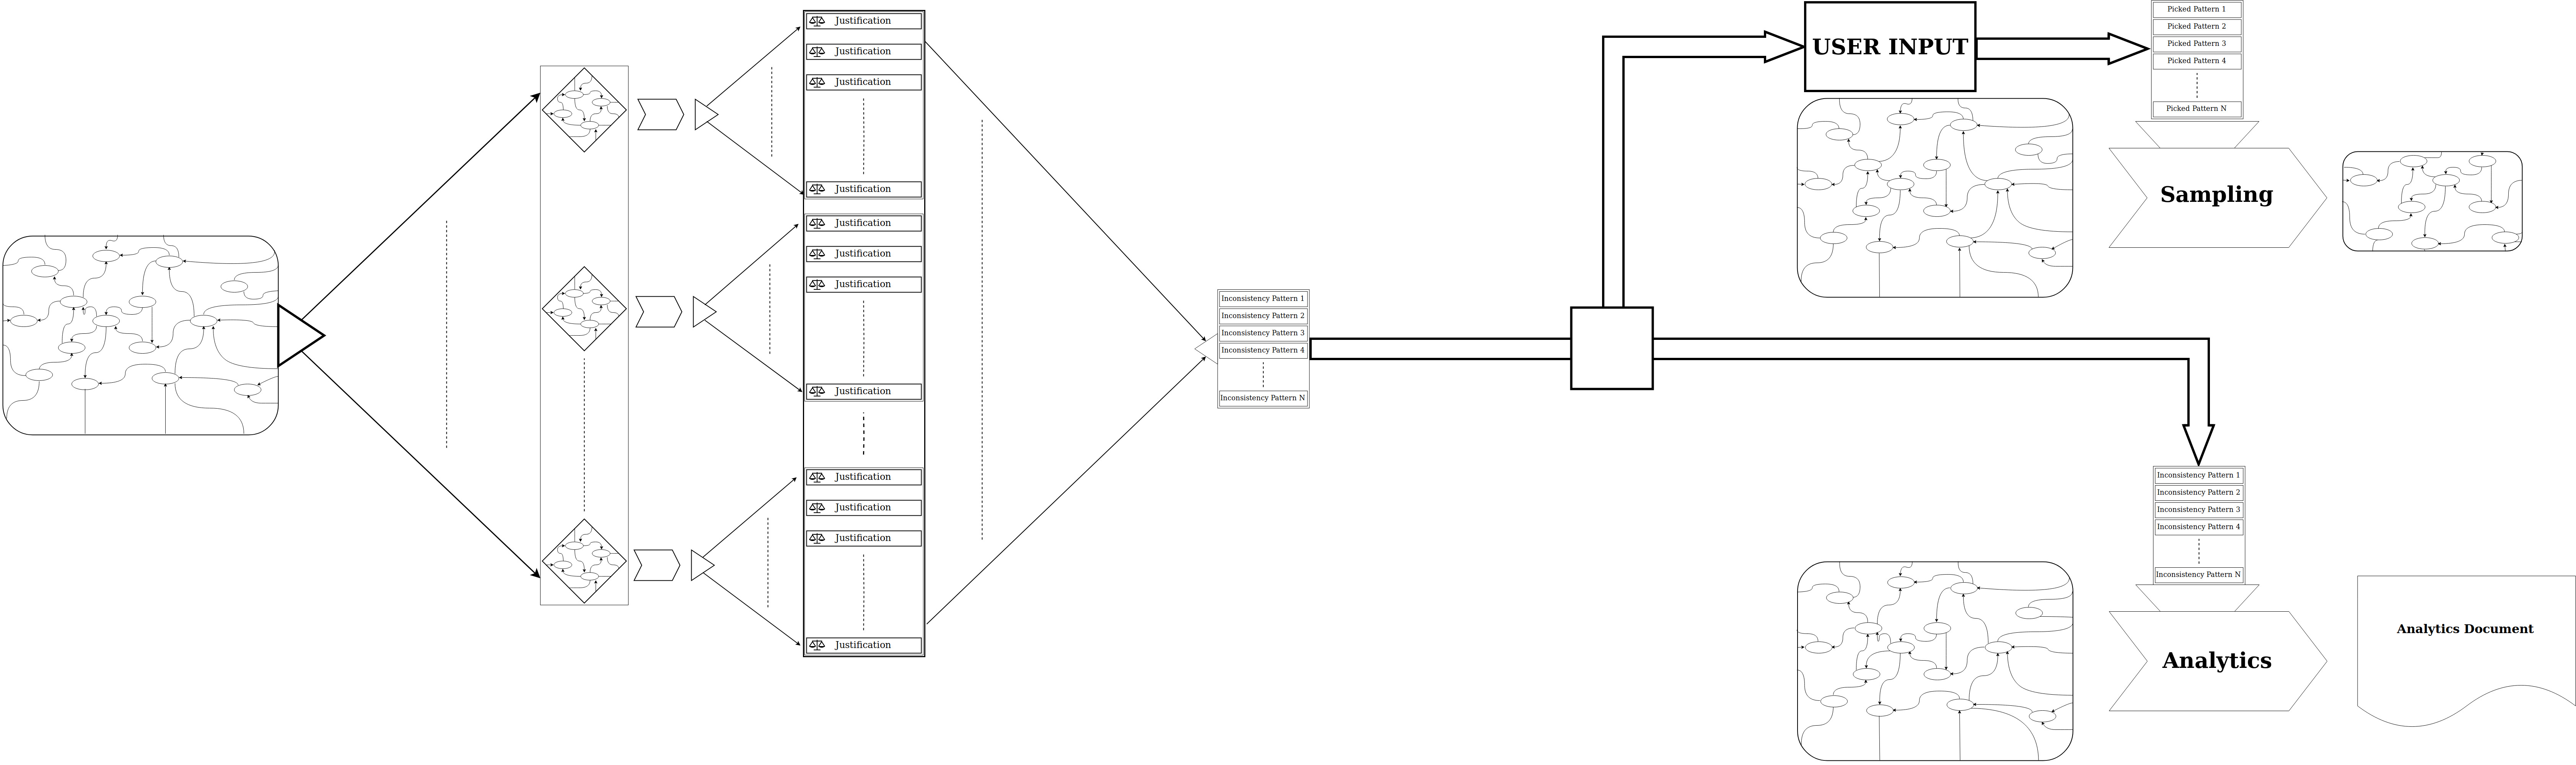 Justification
Justification
Justification
Justification
Justification
Justification
Justification
Justification
Justification
Justification
Justification
Justification
Inconsistency Pattern 1
Inconsistency Pattern 2
Inconsistency Pattern 3
Inconsistency Pattern 4
Inconsistency Pattern N
USER INPUT
Picked Pattern 1
Picked Pattern 2
Picked Pattern 3
Picked Pattern 4
Picked Pattern N
Sampling
Inconsistency Pattern 1
Inconsistency Pattern 2
Inconsistency Pattern 3
Inconsistency Pattern 4
Inconsistency Pattern N
Analytics
Analytics Document